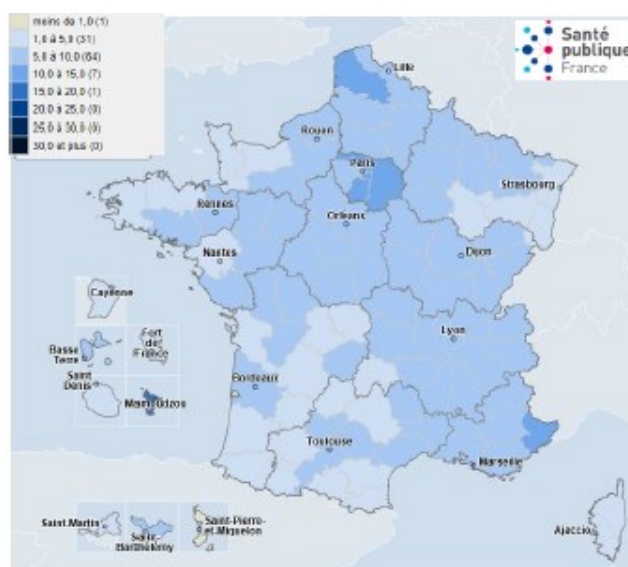 moins de 1,0 (1)
1,0 à 5,0 (31)
5,0 à 10,0 (64)
10,0 à 15,0 (7)
15,0 à 20,0 (1)
20,0 à 25,0 (0)
25,0 à 30,0 (0)
30,0 et plus (0)
Santé
publique
France
Lille
Rouen
Paris
Strasbourg
Rennes
Orléans
Nantes
Dijon
Cayenne
Lyon
Basse
Terre
Fort
de
France
Saint
Denis
Mamoudzou
Bordeaux
Toulouse
Marseille
Saint-Martin
Saint-
Barthélémy
Saint-Pierre-
et-Miquelon
Ajaccio